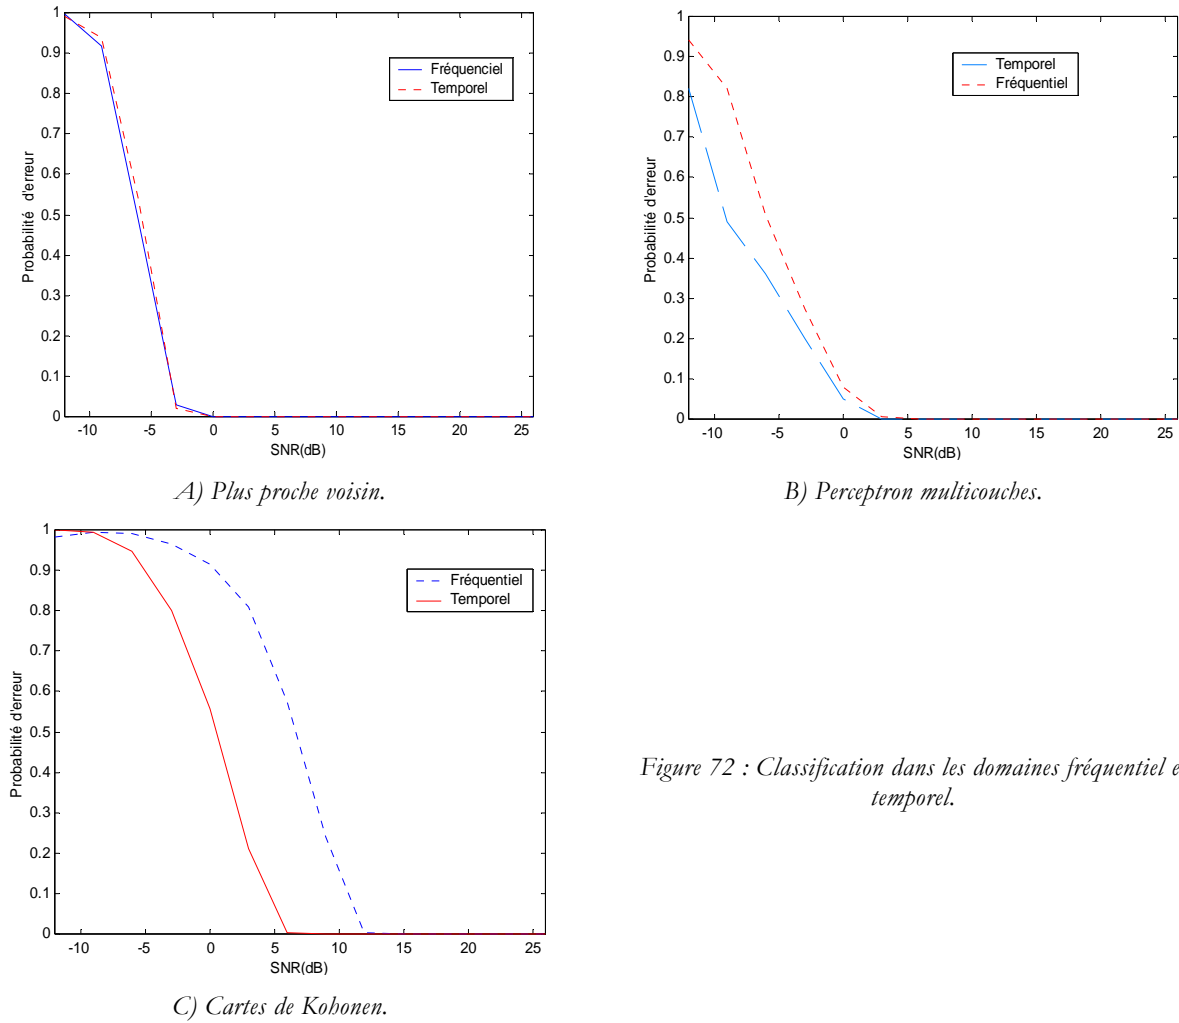 1
0.9
0.8
0.7
0.6
0.5
0.4
0.3
0.2
0.1
0
Probabilité d'erreur
-10 -5 0 5 10 15 20 25
SNR(dB)
Fréquenciel
Temporel
A) Plus proche voisin.
1
0.9
0.8
0.7
0.6
0.5
0.4
0.3
0.2
0.1
0
Probabilité d'erreur
-10 -5 0 5 10 15 20 25
SNR(dB)
Temporel
Fréquentiel
B) Perceptron multicouches.
1
0.9
0.8
0.7
0.6
0.5
0.4
0.3
0.2
0.1
0
Probabilité d'erreur
-10 -5 0 5 10 15 20 25
SNR(dB)
Fréquentiel
Temporel
C) Cartes de Kohonen.
Figure 72 : Classification dans les domaines fréquentiel e
temporel.